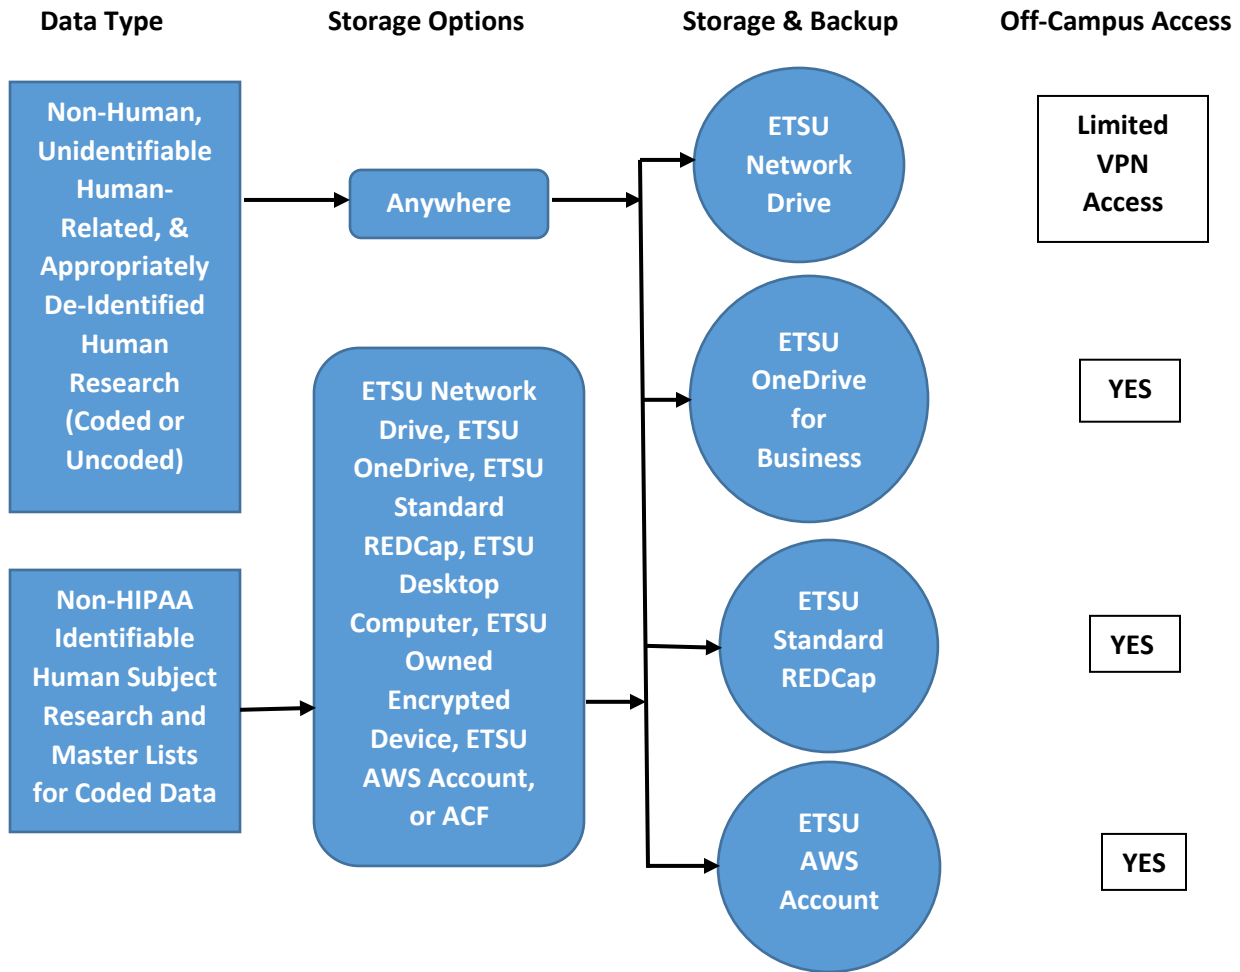 Data Type
Storage Options
Storage & Backup
Off-Campus Access
Non-Human,
Unidentifiable
Human-
Related, &
Appropriately
De-Identified
Human
Research
(Coded or
Uncoded)
Anywhere
ETSU
Network
Drive
Limited
VPN
Access
ETSU
OneDrive
for
Business
YES
Non-HIPAA
Identifiable
Human Subject
Research and
Master Lists
for Coded Data
ETSU Network
Drive, ETSU
OneDrive, ETSU
Standard
REDCap, ETSU
Desktop
Computer, ETSU
Owned
Encrypted
Device, ETSU
AWS Account,
or ACF
ETSU
Standard
REDCap
YES
ETSU
AWS
Account
YES